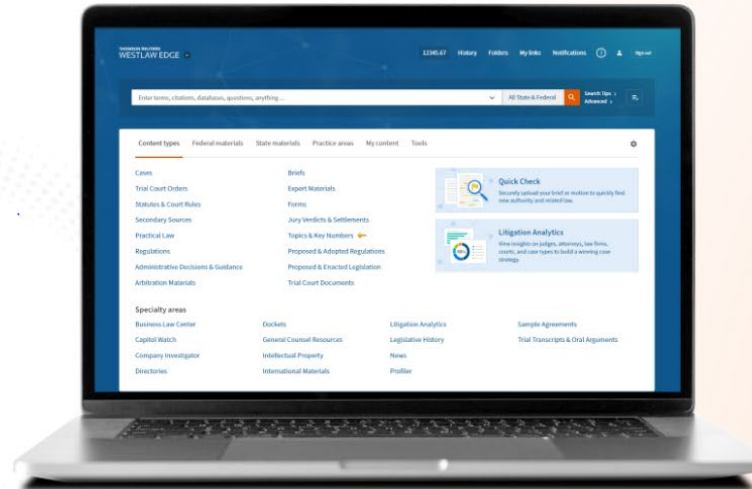 THOMSON REUTERS
WESTLAW EDGE
12345.67 History Folders My links Notifications Sign out
Enter terms, citations, databases, questions, anything ...
All State & Federal
Search Tips
Advanced
Content types Federal materials State materials Practice areas My content Tools
Cases
Trial Court Orders
Statutes & Court Rules
Secondary Sources
Practical Law
Regulations
Administrative Decisions & Guidance
Arbitration Materials
Briefs
Expert Materials
Forms
Jury Verdicts & Settlements
Topics & Key Numbers
Proposed & Adopted Regulations
Proposed & Enacted Legislation
Trial Court Documents
Quick Check
Securely upload your brief or motion to quickly find
new authority and related law.
Litigation Analytics
View insights on judges, attorneys, law firms,
courts, and case types to build a winning case
strategy.
Specialty areas
Business Law Center
Capitol Watch
Company Investigator
Directories
Dockets
General Counsel Resources
Intellectual Property
International Materials
Litigation Analytics
Legislative History
News
Profiler
Sample Agreements
Trial Transcripts & Oral Arguments